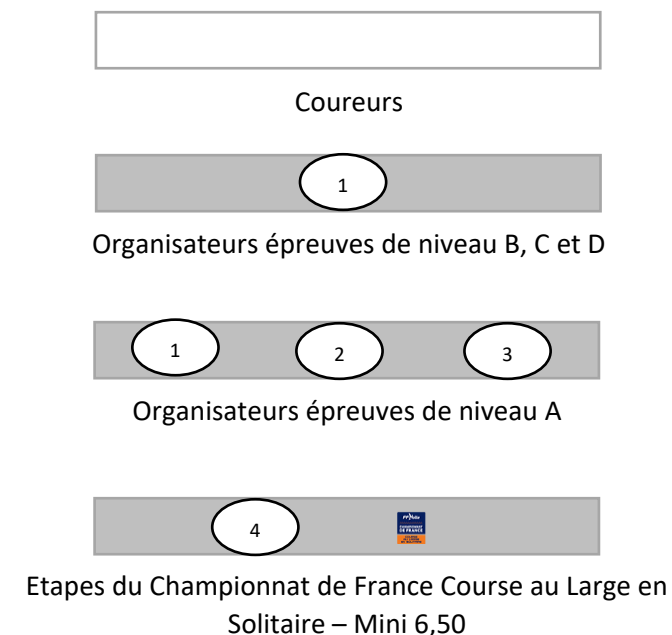 Coureurs
1
Organisateurs épreuves de niveau B, C et D
1 2 3
Organisateurs épreuves de niveau A
4
Etapes du Championnat de France Course au Large en
Solitaire – Mini 6,50